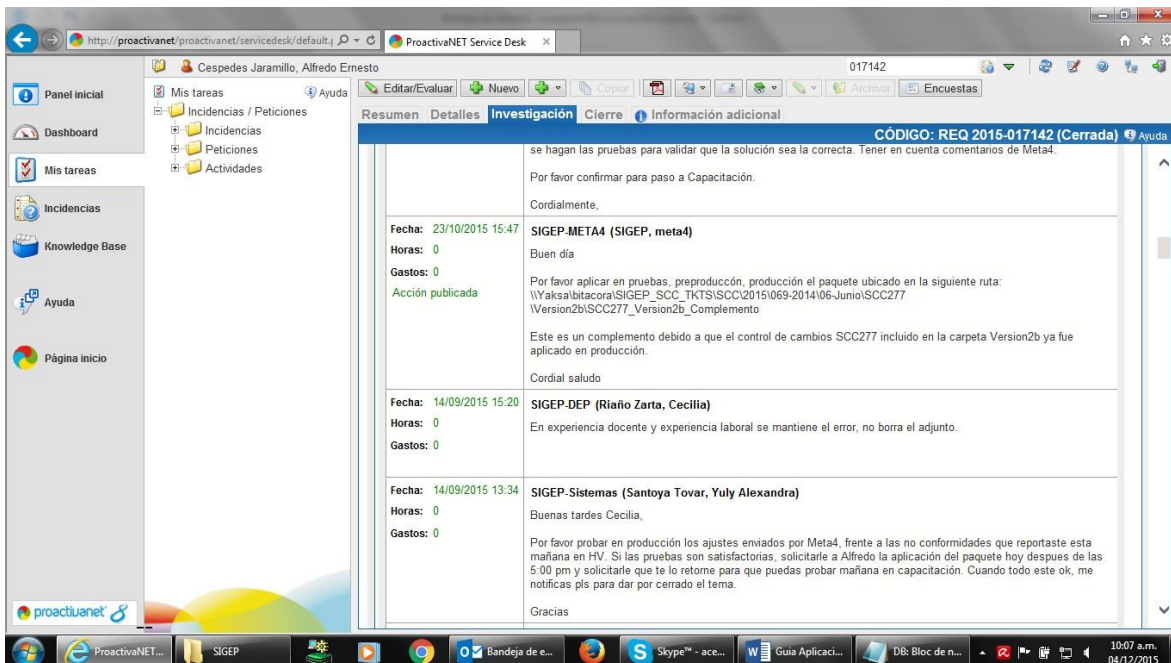 http://proactivanet/proactivanet/servicedesk/default.
ProactivaNET Service Desk
Cespedes Jaramillo, Alfredo Ernesto
017142
Panel inicial
Dashboard
Mis tareas
Incidencias
Knowledge Base
Ayuda
Página inicio
proactivanet 8
Mis tareas
Ayuda
Incidencias / Peticiones
Incidencias
Peticiones
Actividades
Editar/Evaluar
Nuevo
Copiar
Archivar
Encuestas
Resumen Detalles Investigación Cierre Información adicional
CÓDIGO: REQ 2015-017142 (Cerrada) Ayuda
se hagan las pruebas para validar que la solución sea la correcta. Tener en cuenta comentarios de Meta4.
Por favor confirmar para paso a Capacitación.
Cordialmente,
Fecha: 23/10/2015 15:47
Horas: 0
Gastos: 0
Acción publicada
SIGEP-META4 (SIGEP, meta4)
Buen día
Por favor aplicar en pruebas, preproduccón, producción el paquete ubicado en la siguiente ruta:
\\Yaksa\bitacora\SIGEP_SCC_TKTS\SCC\2015\069-2014\06-Junio\SCC277
\Version2b\SCC277_Version2b_Complemento
Este es un complemento debido a que el control de cambios SCC277 incluido en la carpeta Version2b ya fue
aplicado en producción.
Cordial saludo
Fecha: 14/09/2015 15:20
Horas: 0
Gastos: 0
SIGEP-DEP (Riaño Zarta, Cecilia)
En experiencia docente y experiencia laboral se mantiene el error, no borra el adjunto.
Fecha: 14/09/2015 13:34
Horas: 0
Gastos: 0
SIGEP-Sistemas (Santoya Tovar, Yuly Alexandra)
Buenas tardes Cecilia,
Por favor probar en producción los ajustes enviados por Meta4, frente a las no conformidades que reportaste esta
mañana en HV. Si las pruebas son satisfactorias, solicitarle a Alfredo la aplicación del paquete hoy despues de las
5:00 pm y solicitarle que te lo retorne para que puedas probar mañana en capacitación. Cuando todo este ok, me
notificas pls para dar por cerrado el tema.
Gracias
ProactivaNET...
SIGEP
Bandeja de e...
Skype™ - ace...
Guia Aplicaci...
DB: Bloc de n...
10:07 a.m.
04/12/2015